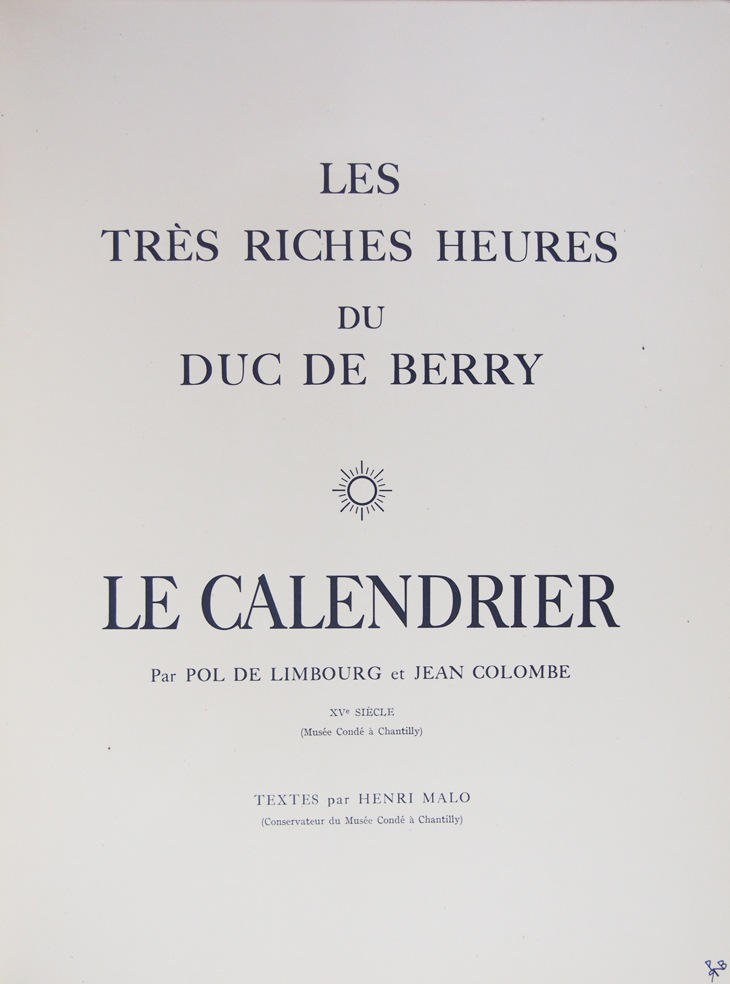 LES
TRÈS RICHES HEURES
DU
DUC DE BERRY
LE CALENDRIER
Par POL DE LIMBOURG et JEAN COLOMBE
XVe SIÈCLE
(Musée Condé à Chantilly)
TEXTES par HENRI MALO
(Conservateur du Musée Condé à Chantilly)